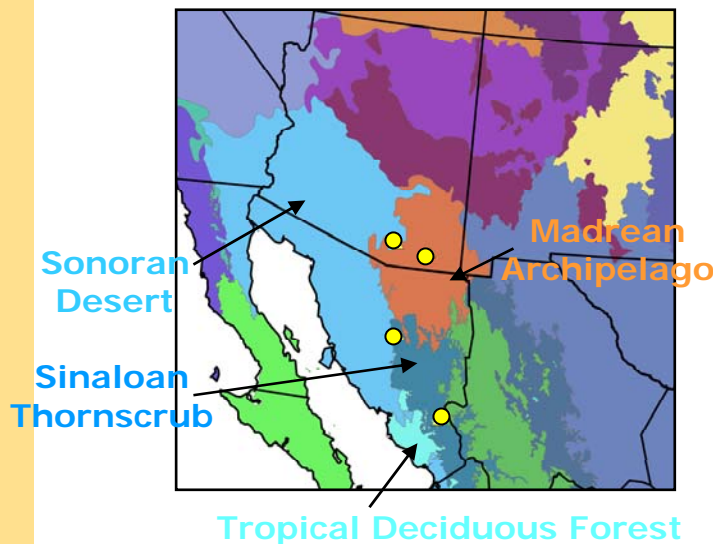 Madrean
Archipelago
Sonoran
Desert
Sinaloan
Thornscrub
Tropical Deciduous Forest